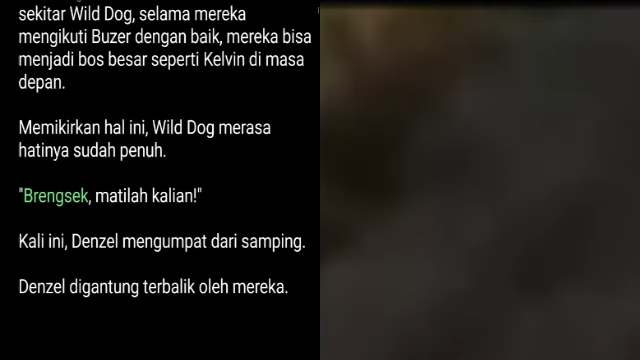 sekitar Wild Dog, selama mereka
mengikuti Buzer dengan baik, mereka bisa
menjadi bos besar seperti Kelvin di masa
depan.
Memikirkan hal ini, Wild Dog merasa
hatinya sudah penuh.
"Brengsek, matilah kalian!"
Kali ini, Denzel mengumpat dari samping.
Denzel digantung terbalik oleh mereka.